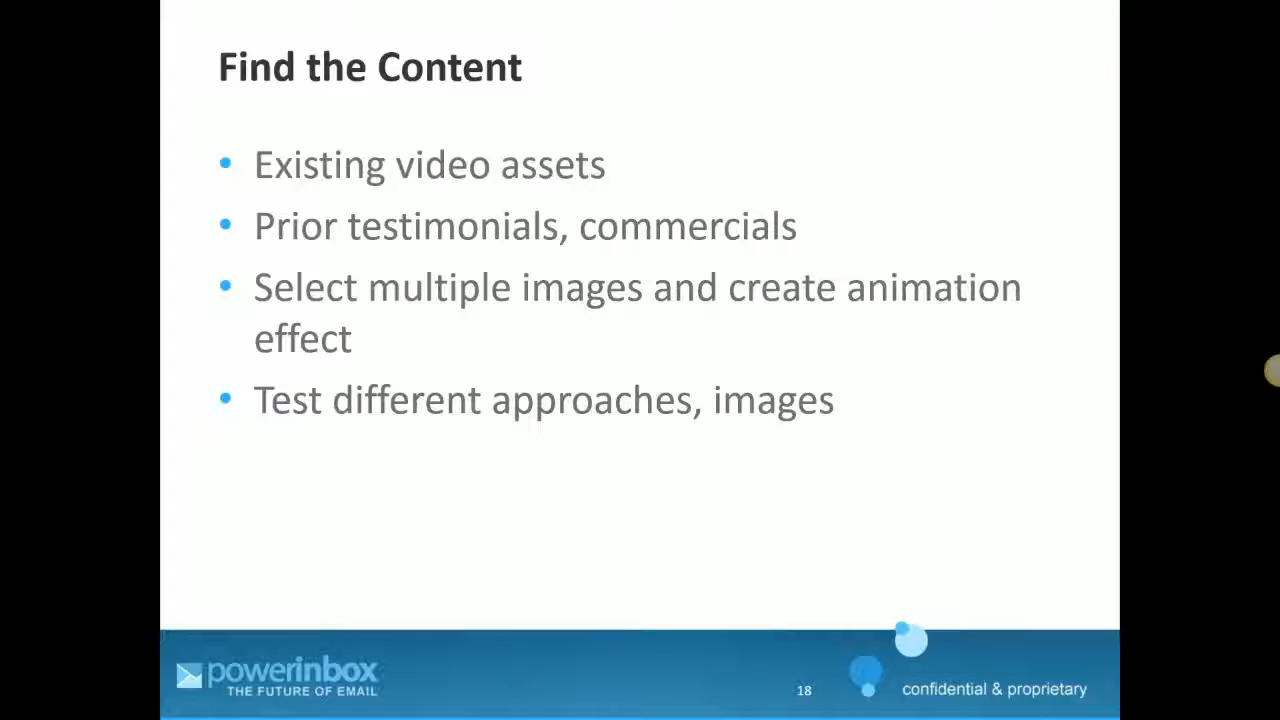 Find the Content
• Existing video assets
• Prior testimonials, commercials
• Select multiple images and create animation
effect
• Test different approaches, images
powerinbox
THE FUTURE OF EMAIL
18
confidential & proprietary